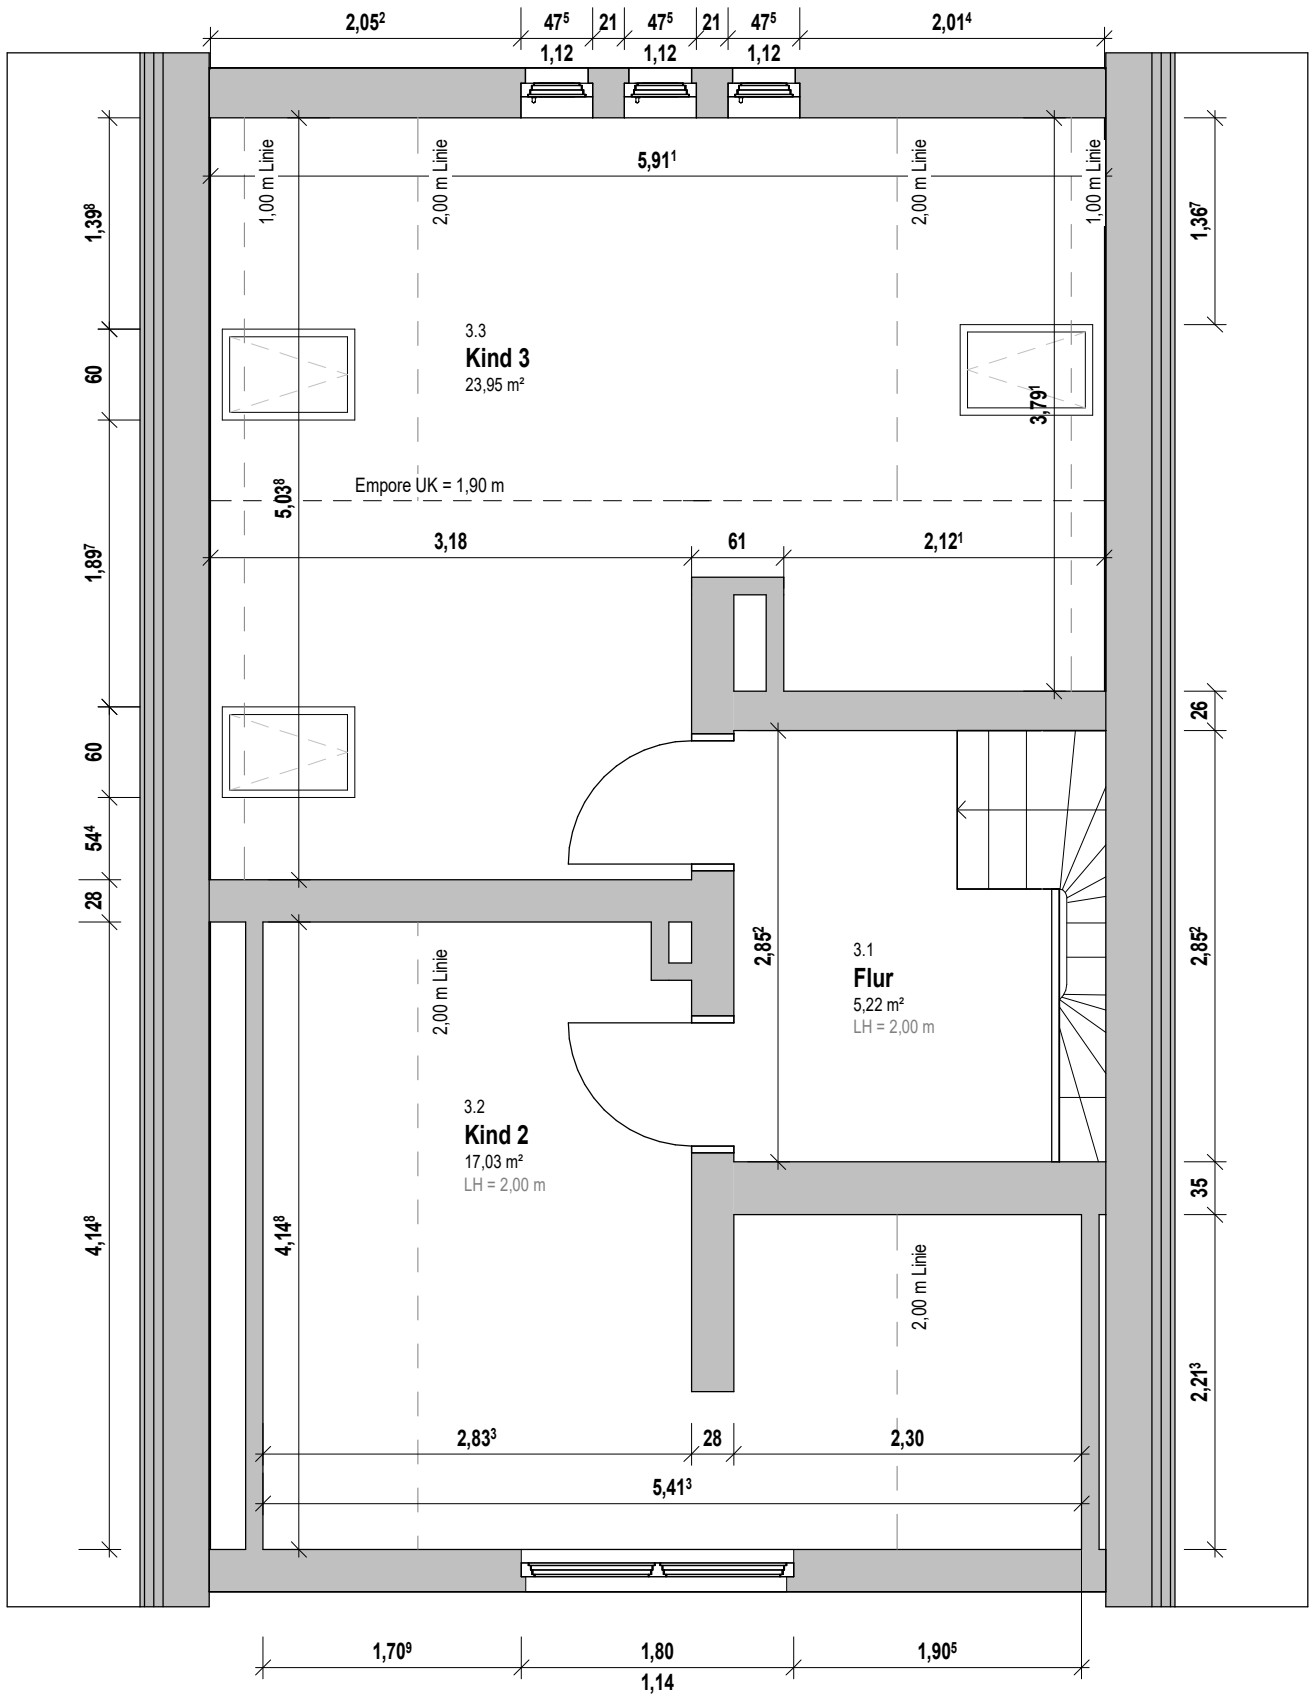 2,05²
47⁵
21
47⁵
21
47⁵
2,01⁴
1,12
1,12
1,12
1,00 m Linie
2,00 m Linie
5,91¹
2,00 m Linie
1,00 m Linie
1,39⁸
1,36⁷
3.3
Kind 3
23,95 m²
60
3,79¹
Empore UK = 1,90 m
5,03⁸
3,18
61
2,12¹
1,89⁷
26
60
54⁴
28
2,85²
2,85²
3.1
Flur
5,22 m²
LH = 2,00 m
2,00 m Linie
3.2
Kind 2
17,03 m²
LH = 2,00 m
35
4,14⁸
4,14⁸
2,00 m Linie
2,21³
2,83³
28
2,30
5,41³
1,70⁹
1,80
1,90⁵
1,14